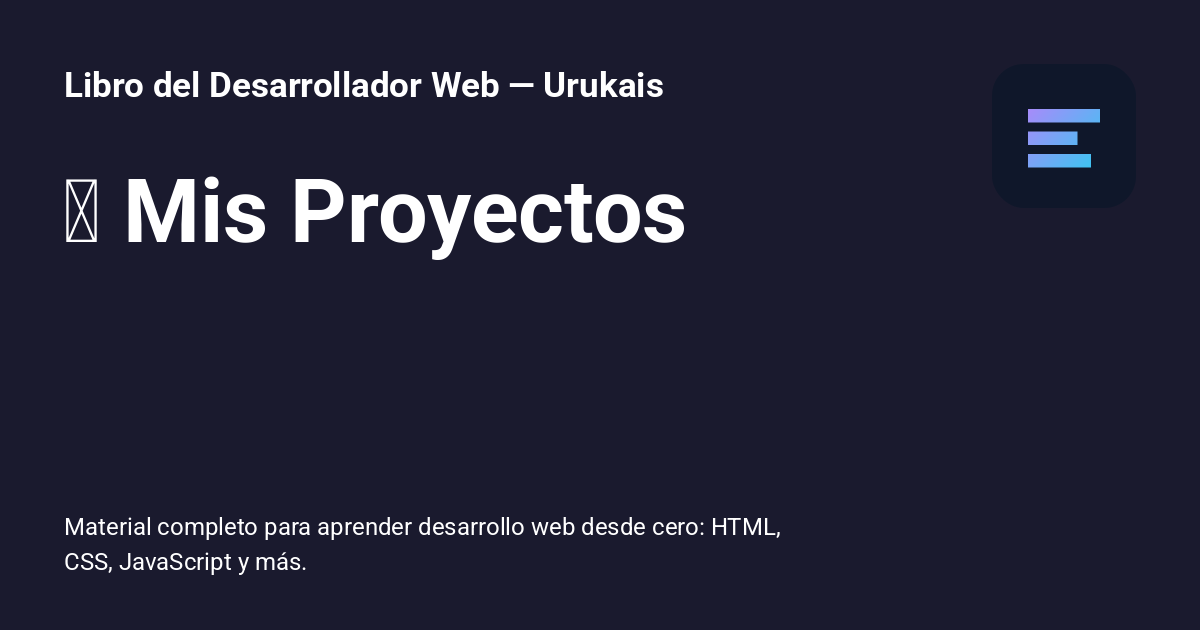 Libro del Desarrollador Web — Urukais
Mis Proyectos
Material completo para aprender desarrollo web desde cero: HTML,
CSS, JavaScript y más.